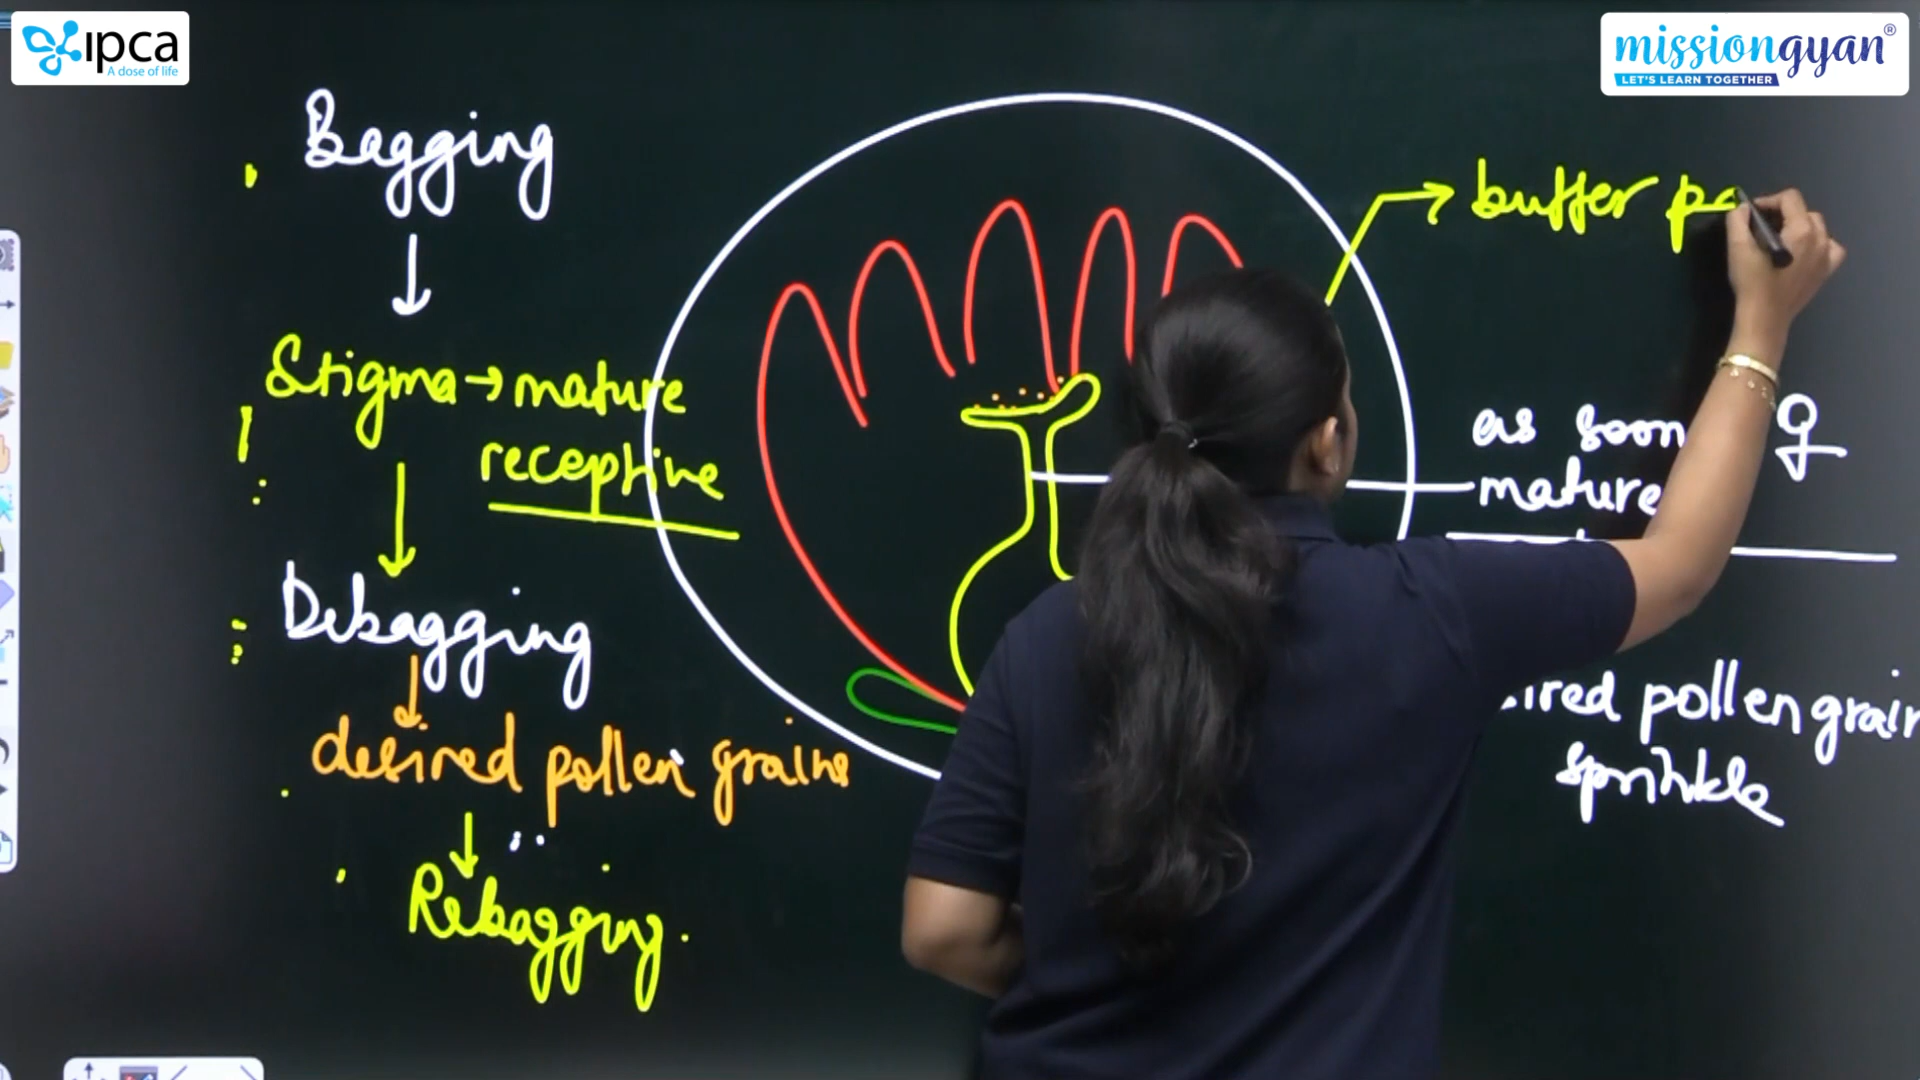 ipca
A dose of life
missiongyan®
LET'S LEARN TOGETHER
Bagging
Stigma → mature
receptive
Debagging
desired pollen grains
Rebagging.
buffer
as soon
mature
pollen grain
sprinkle